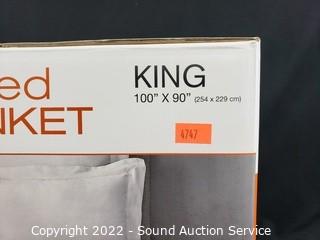 ed
NKET
KING
100" X 90" (254 x 229 cm)
4747
Copyright 2022 - Sound Auction Service